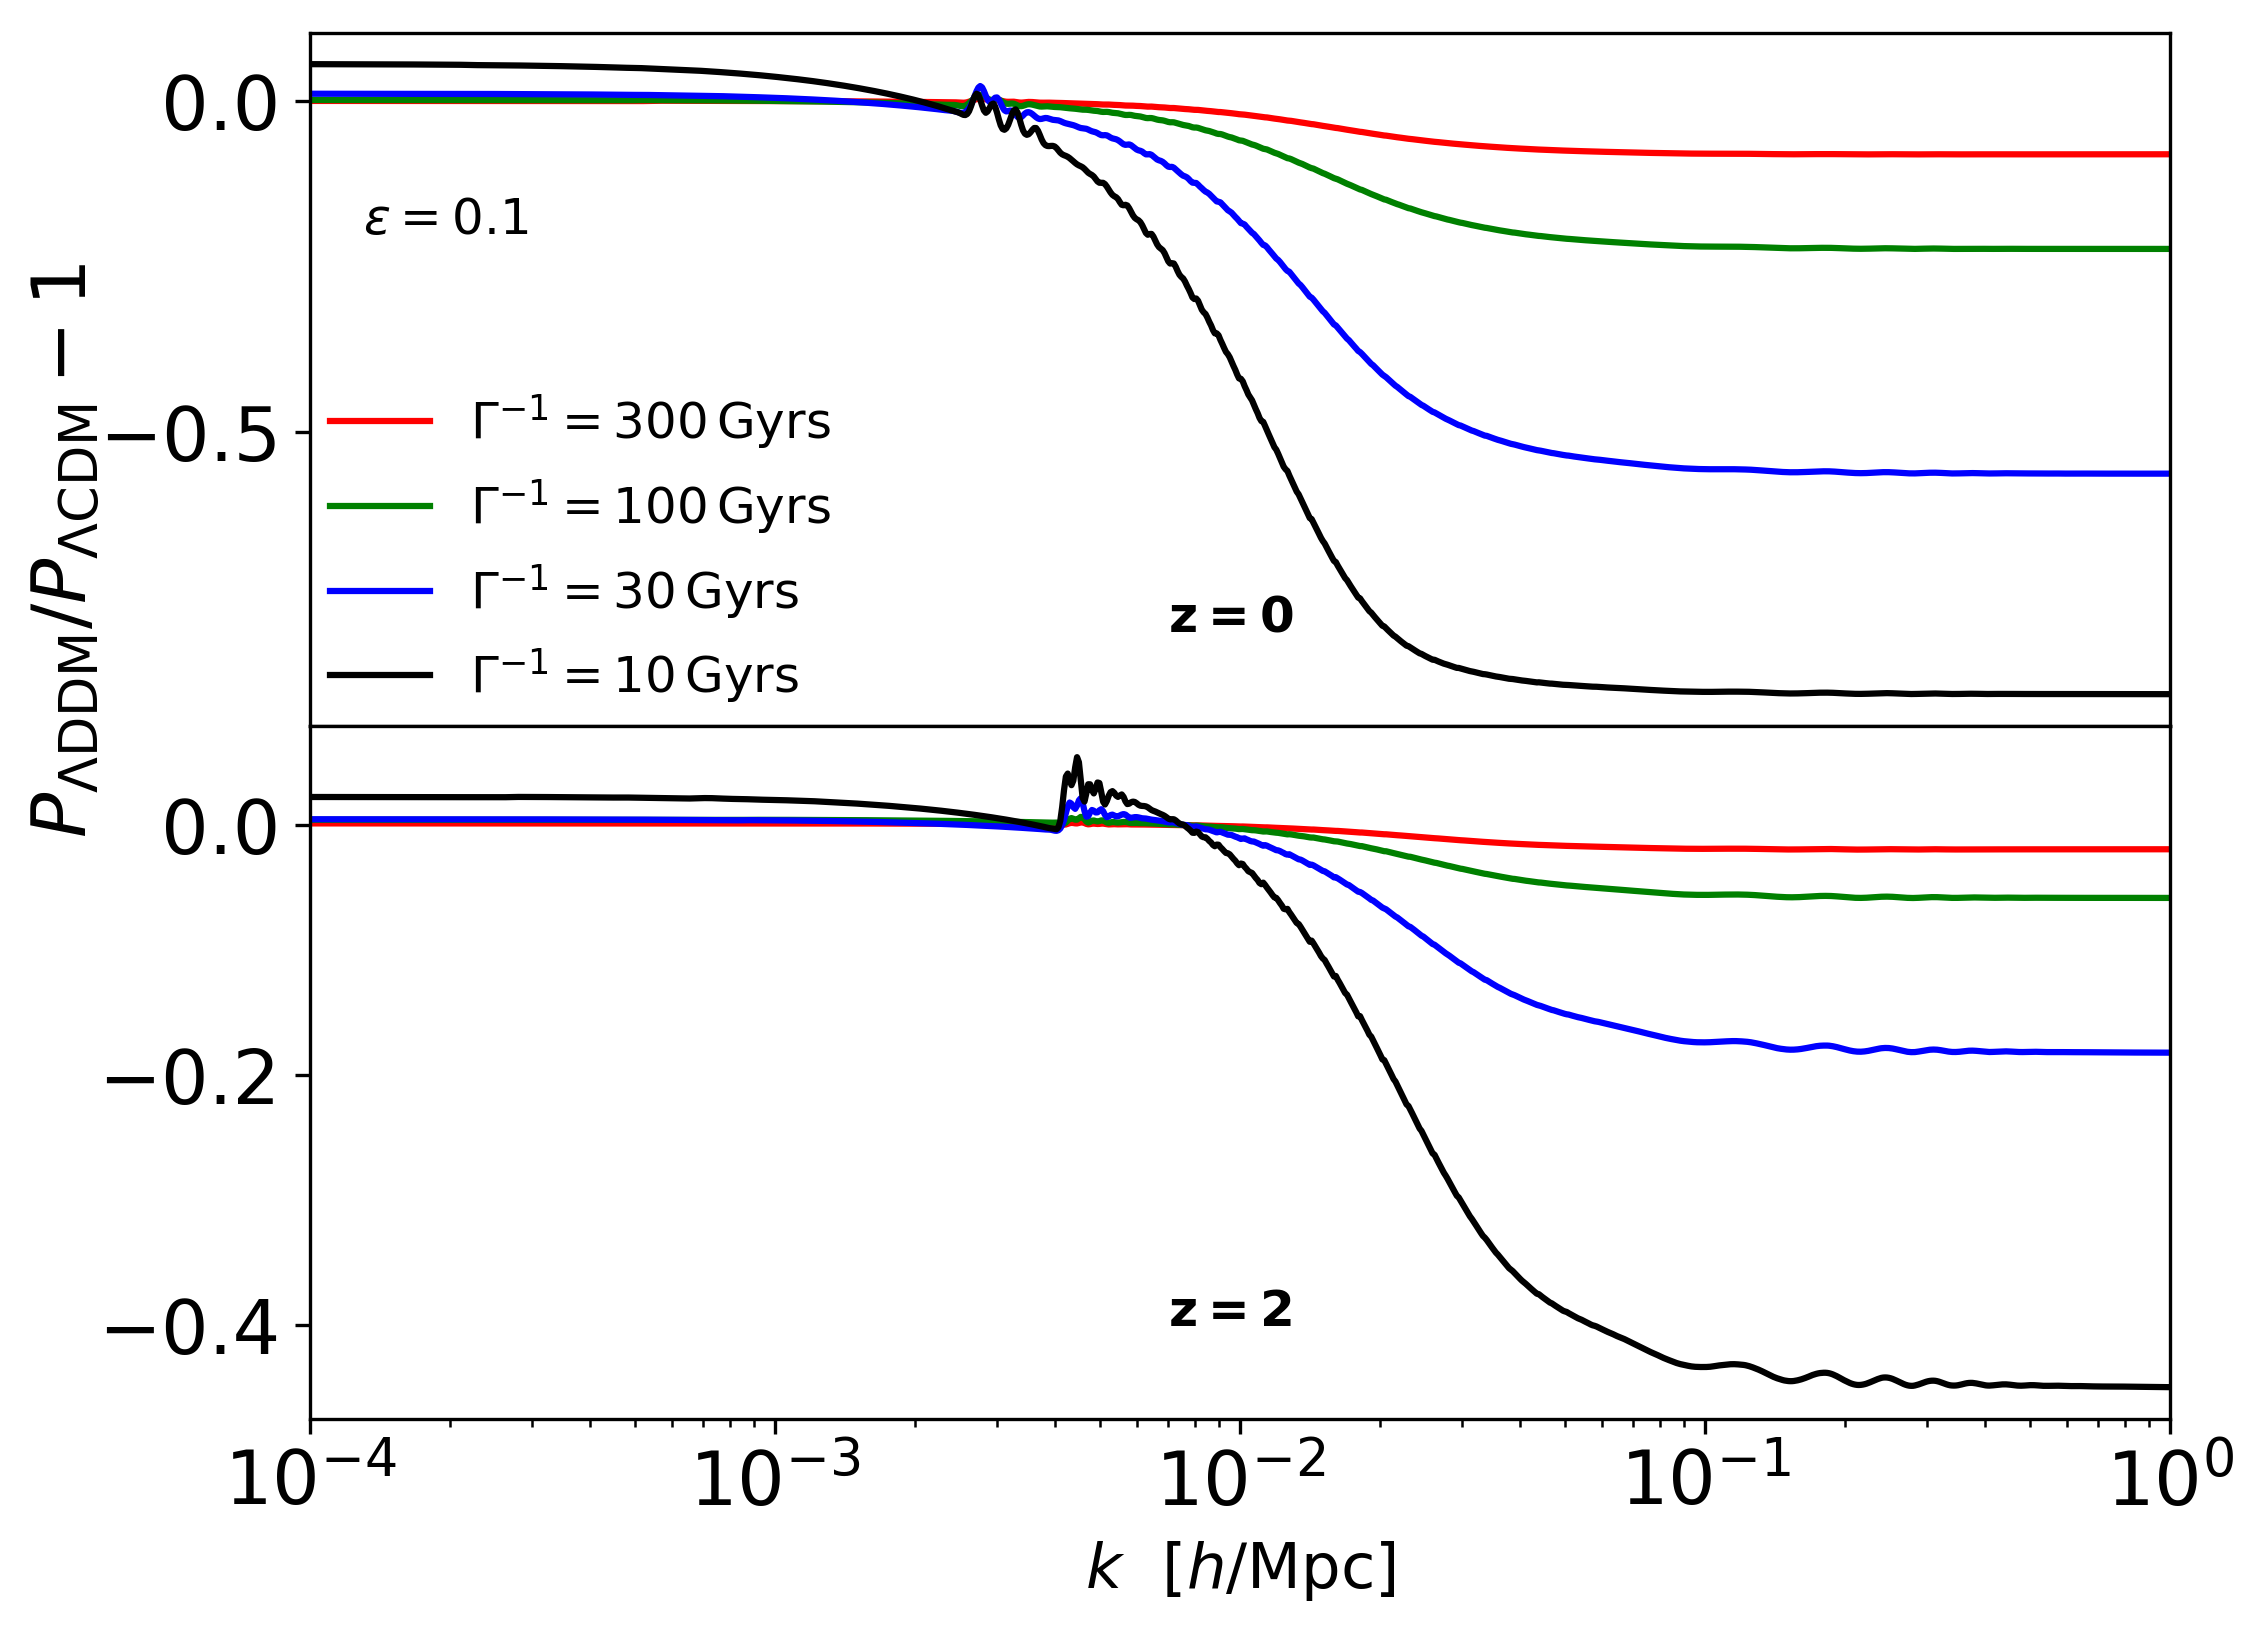 P_ΛDDM/P_ΛCDM − 1
0.0
−0.5
ε = 0.1
Γ⁻¹ = 300 Gyrs
Γ⁻¹ = 100 Gyrs
Γ⁻¹ = 30 Gyrs
Γ⁻¹ = 10 Gyrs
z = 0
0.0
−0.2
−0.4
z = 2
10⁻⁴ 10⁻³ 10⁻² 10⁻¹ 10⁰
k [h/Mpc]